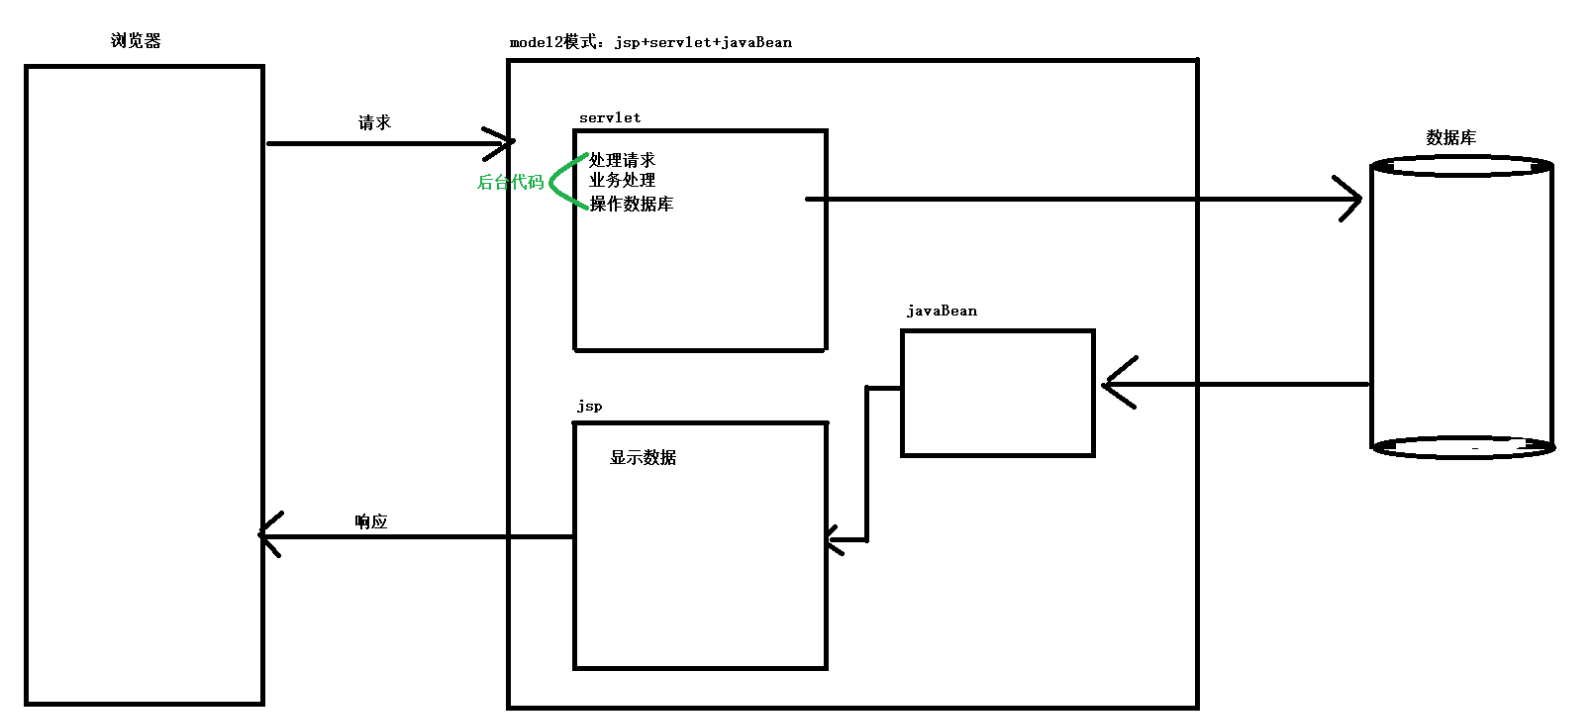 浏览器
mode12模式：jsp+servlet+javaBean
请求
servlet
数据库
处理请求
后台代码
业务处理
操作数据库
javaBean
jsp
显示数据
响应